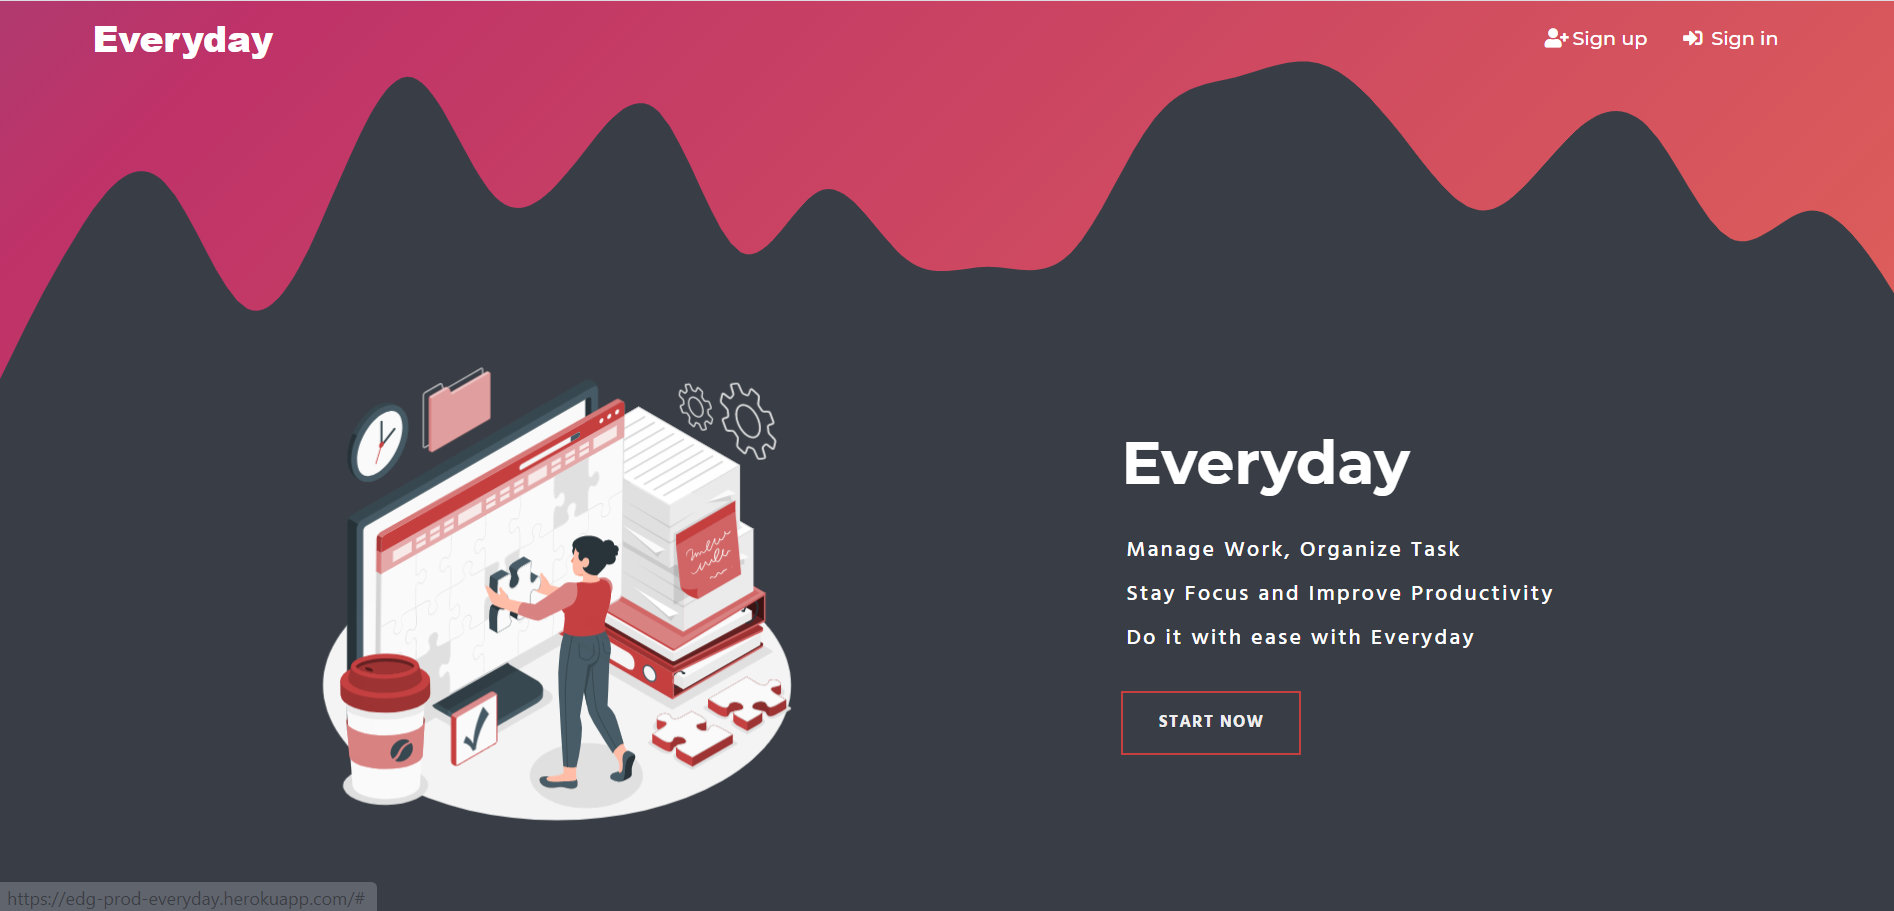 Everyday
Sign up
Sign in
Everyday
Manage Work, Organize Task
Stay Focus and Improve Productivity
Do it with ease with Everyday
START NOW
https://edg-prod-everyday.herokuapp.com/#